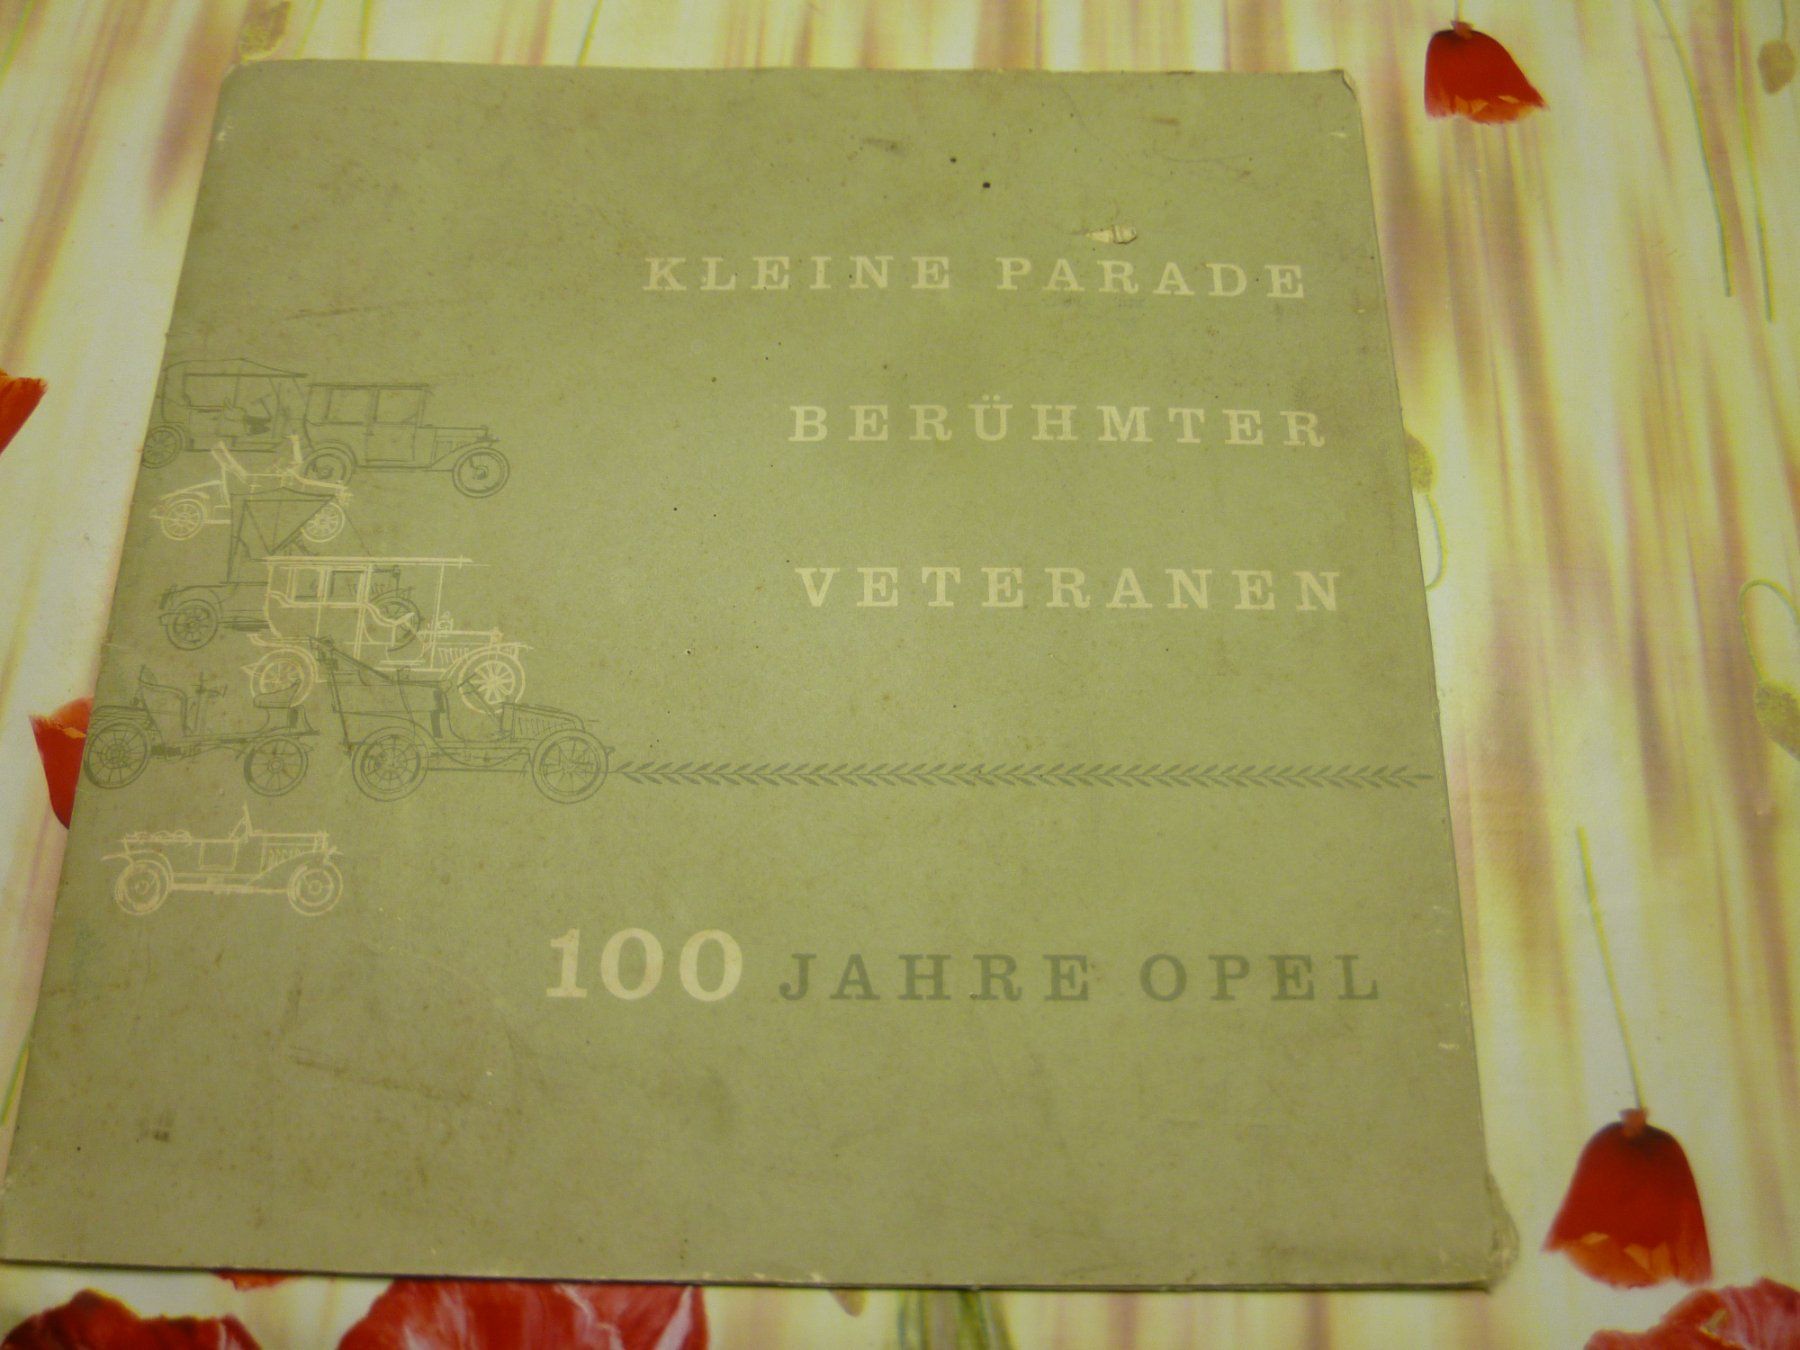 KLEINE PARADE
BERÜHMTER
VETERANEN
100 JAHRE OPEL